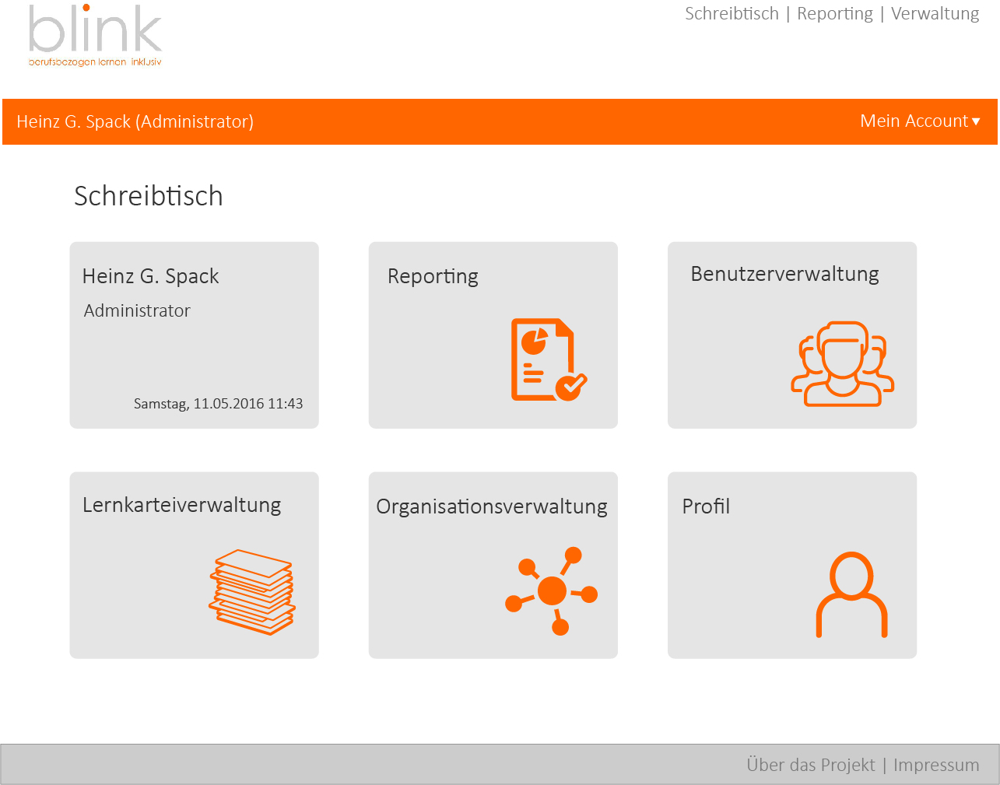 blink
berufsbezogen lernen inklusiv
Schreibtisch | Reporting | Verwaltung
Heinz G. Spack (Administrator)
Mein Account ▾
Schreibtisch
Heinz G. Spack
Administrator
Samstag, 11.05.2016 11:43
Reporting
Benutzerverwaltung
Lernkarteiverwaltung
Organisationsverwaltung
Profil
Über das Projekt | Impressum